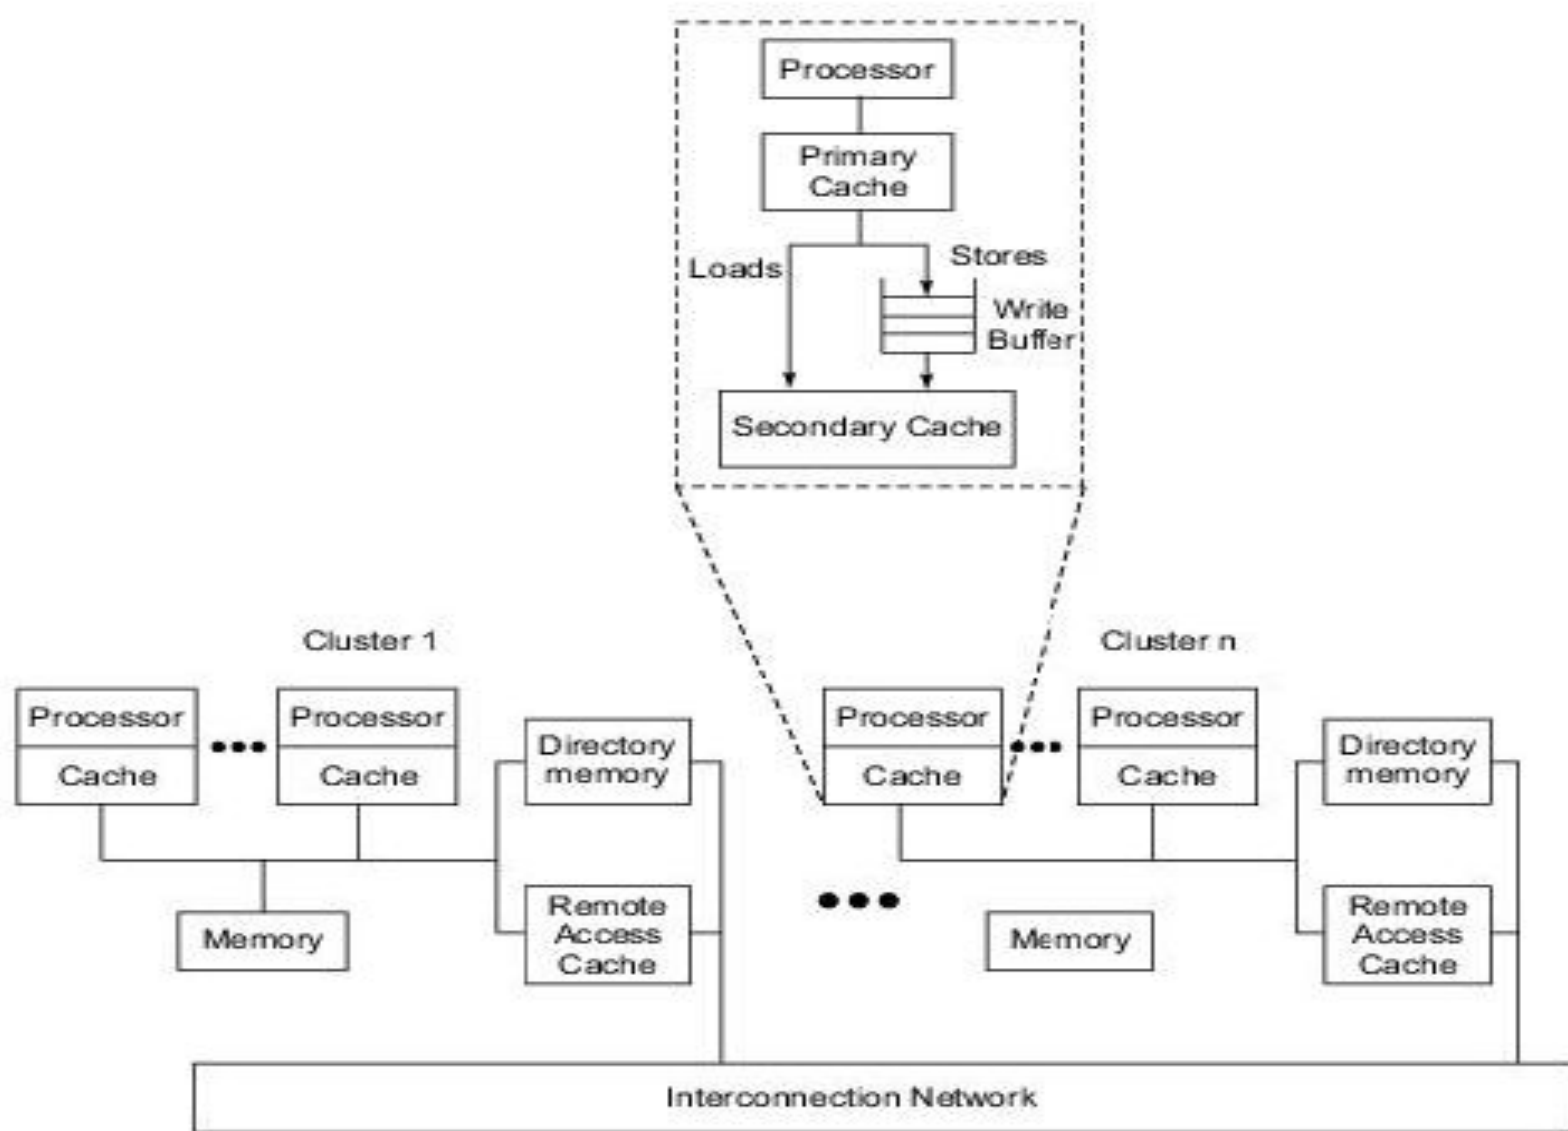 Processor
Primary
Cache
Loads
Stores
Write
Buffer
Secondary Cache
Cluster 1
Cluster n
Processor
Cache
Processor
Cache
Directory
memory
Memory
Remote
Access
Cache
Processor
Cache
Processor
Cache
Directory
memory
Memory
Remote
Access
Cache
Interconnection Network